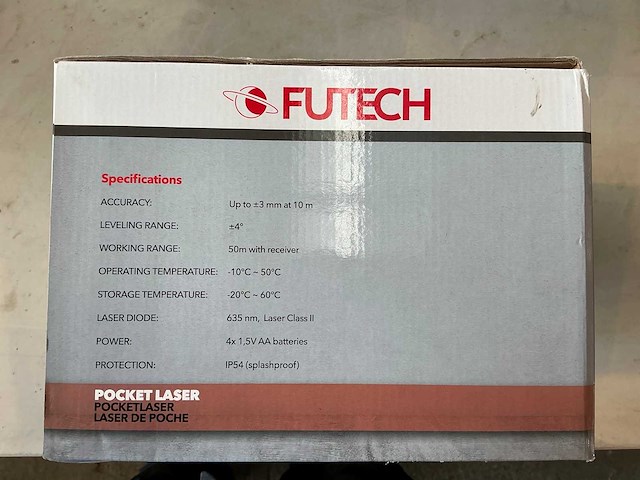 FUTECH
Specifications
ACCURACY: Up to ±3 mm at 10 m
LEVELING RANGE: ±4°
WORKING RANGE: 50m with receiver
OPERATING TEMPERATURE: -10°C ~ 50°C
STORAGE TEMPERATURE: -20°C ~ 60°C
LASER DIODE: 635 nm, Laser Class II
POWER: 4x 1,5V AA batteries
PROTECTION: IP54 (splashproof)
POCKET LASER
POCKETLASER
LASER DE POCHE